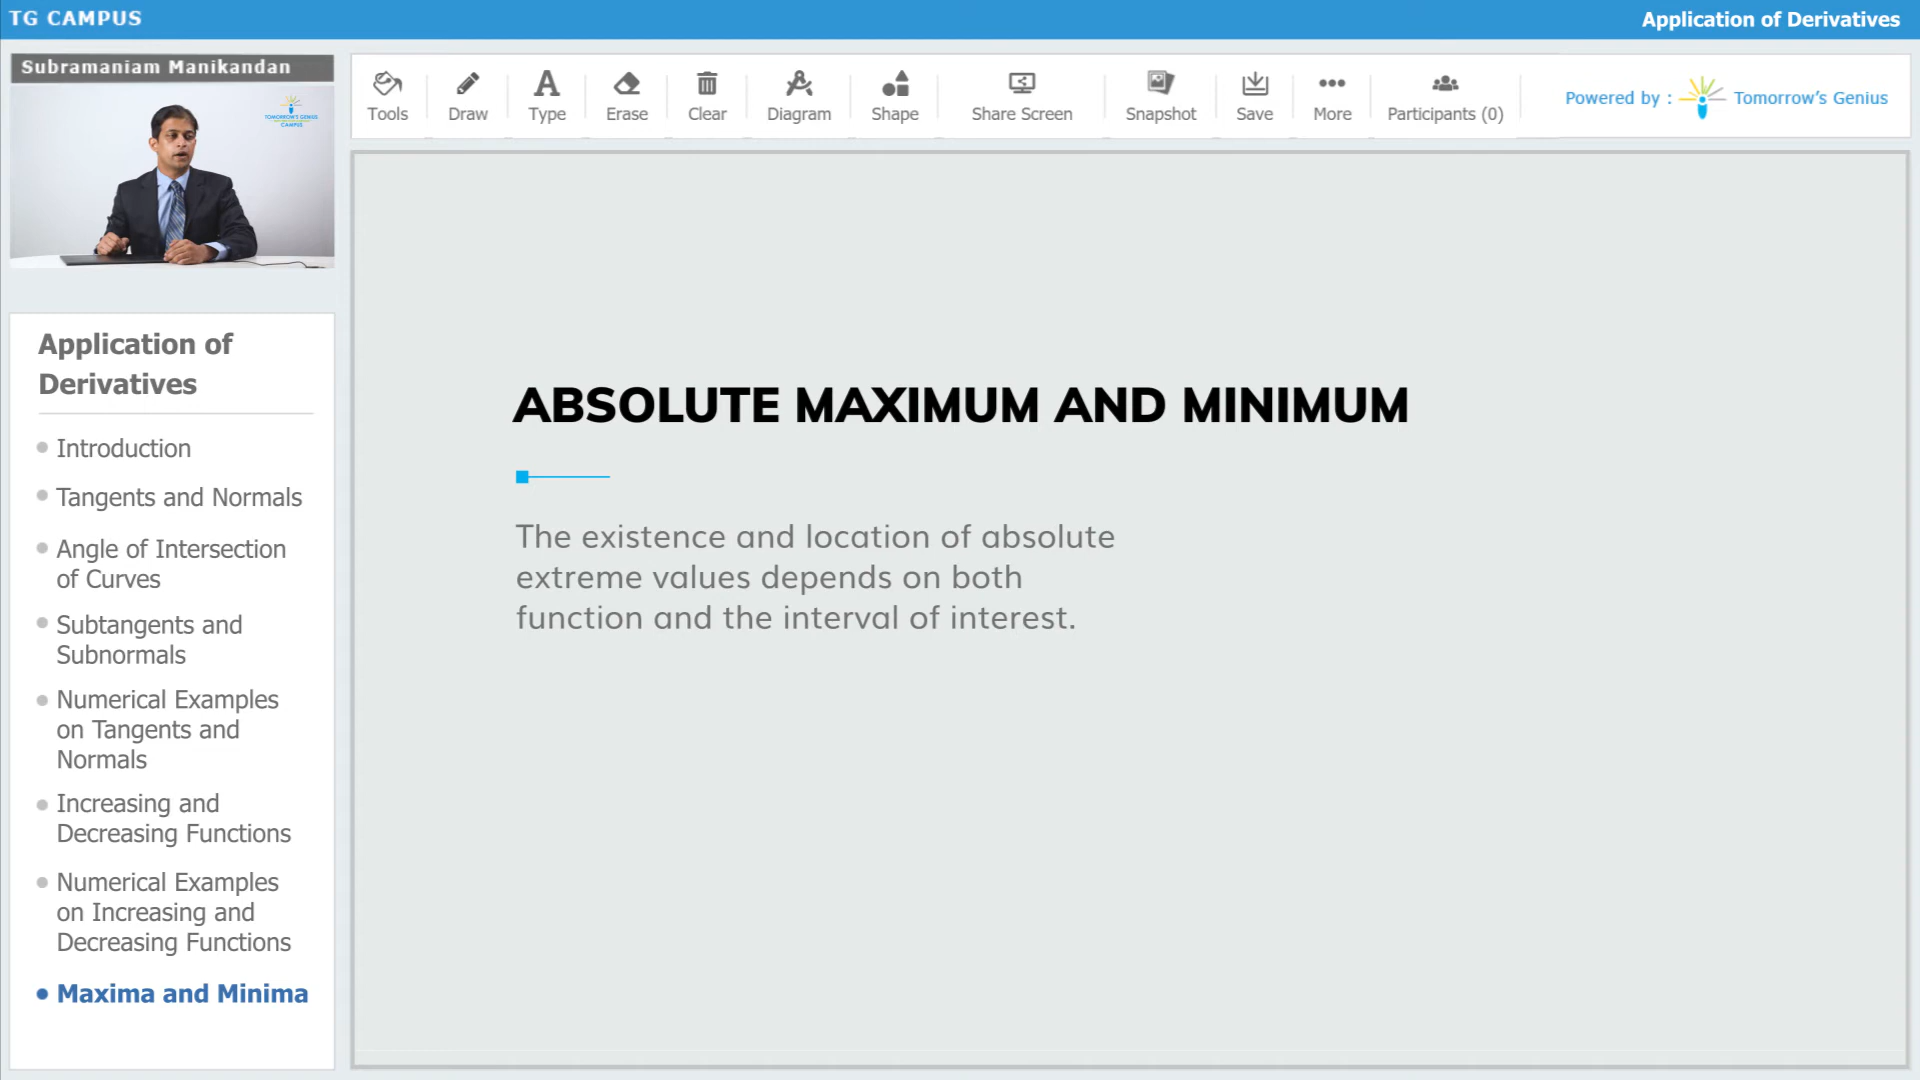 TG CAMPUS
Application of Derivatives
Subramaniam Manikandan
TOMORROW'S GENIUS
CAMPUS
Tools
Draw
Type
Erase
Clear
Diagram
Shape
Share Screen
Snapshot
Save
More
Participants (0)
Powered by :
Tomorrow's Genius
Application of
Derivatives
Introduction
Tangents and Normals
Angle of Intersection
of Curves
Subtangents and
Subnormals
Numerical Examples
on Tangents and
Normals
Increasing and
Decreasing Functions
Numerical Examples
on Increasing and
Decreasing Functions
Maxima and Minima
ABSOLUTE MAXIMUM AND MINIMUM
The existence and location of absolute
extreme values depends on both
function and the interval of interest.